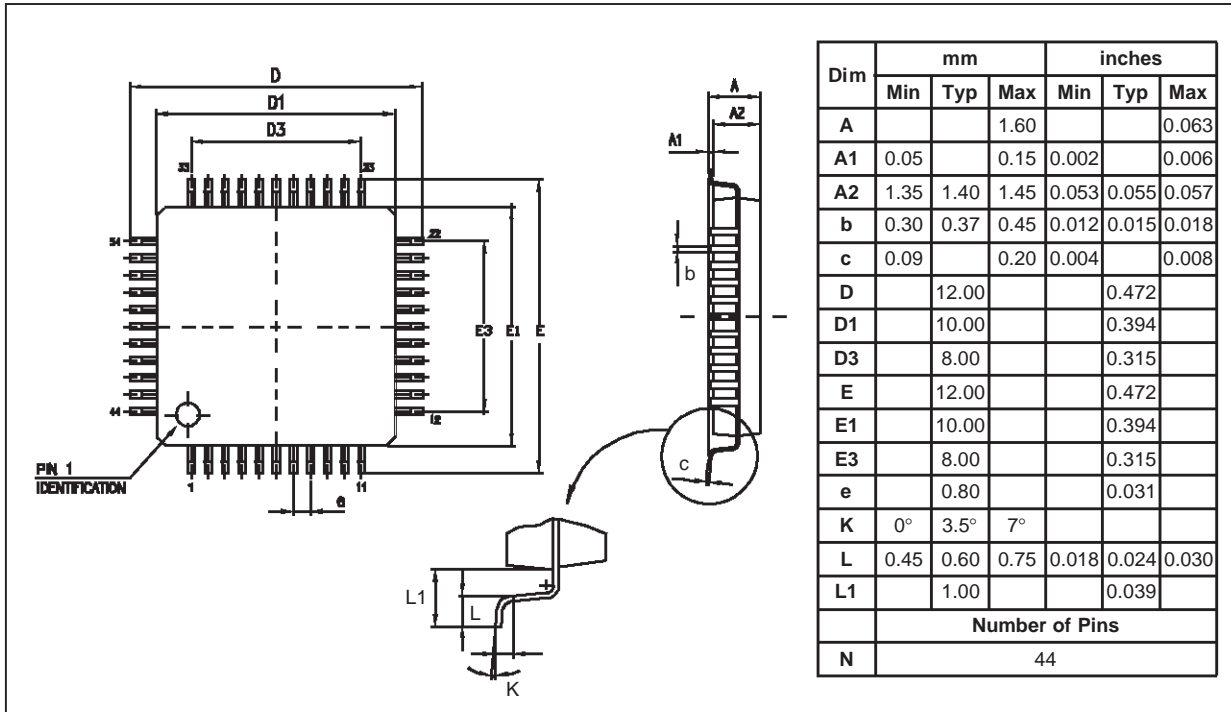 D
D1
D3
33 23
34 22
E3 E1 E
44 12
PIN 1
IDENTIFICATION
1 11
e
A
A2
A1
b
c
L1
L
K
Dim mm inches
Min Typ Max Min Typ Max
A 1.60 0.063
A1 0.05 0.15 0.002 0.006
A2 1.35 1.40 1.45 0.053 0.055 0.057
b 0.30 0.37 0.45 0.012 0.015 0.018
c 0.09 0.20 0.004 0.008
D 12.00 0.472
D1 10.00 0.394
D3 8.00 0.315
E 12.00 0.472
E1 10.00 0.394
E3 8.00 0.315
e 0.80 0.031
K 0° 3.5° 7°
L 0.45 0.60 0.75 0.018 0.024 0.030
L1 1.00 0.039
Number of Pins
N 44